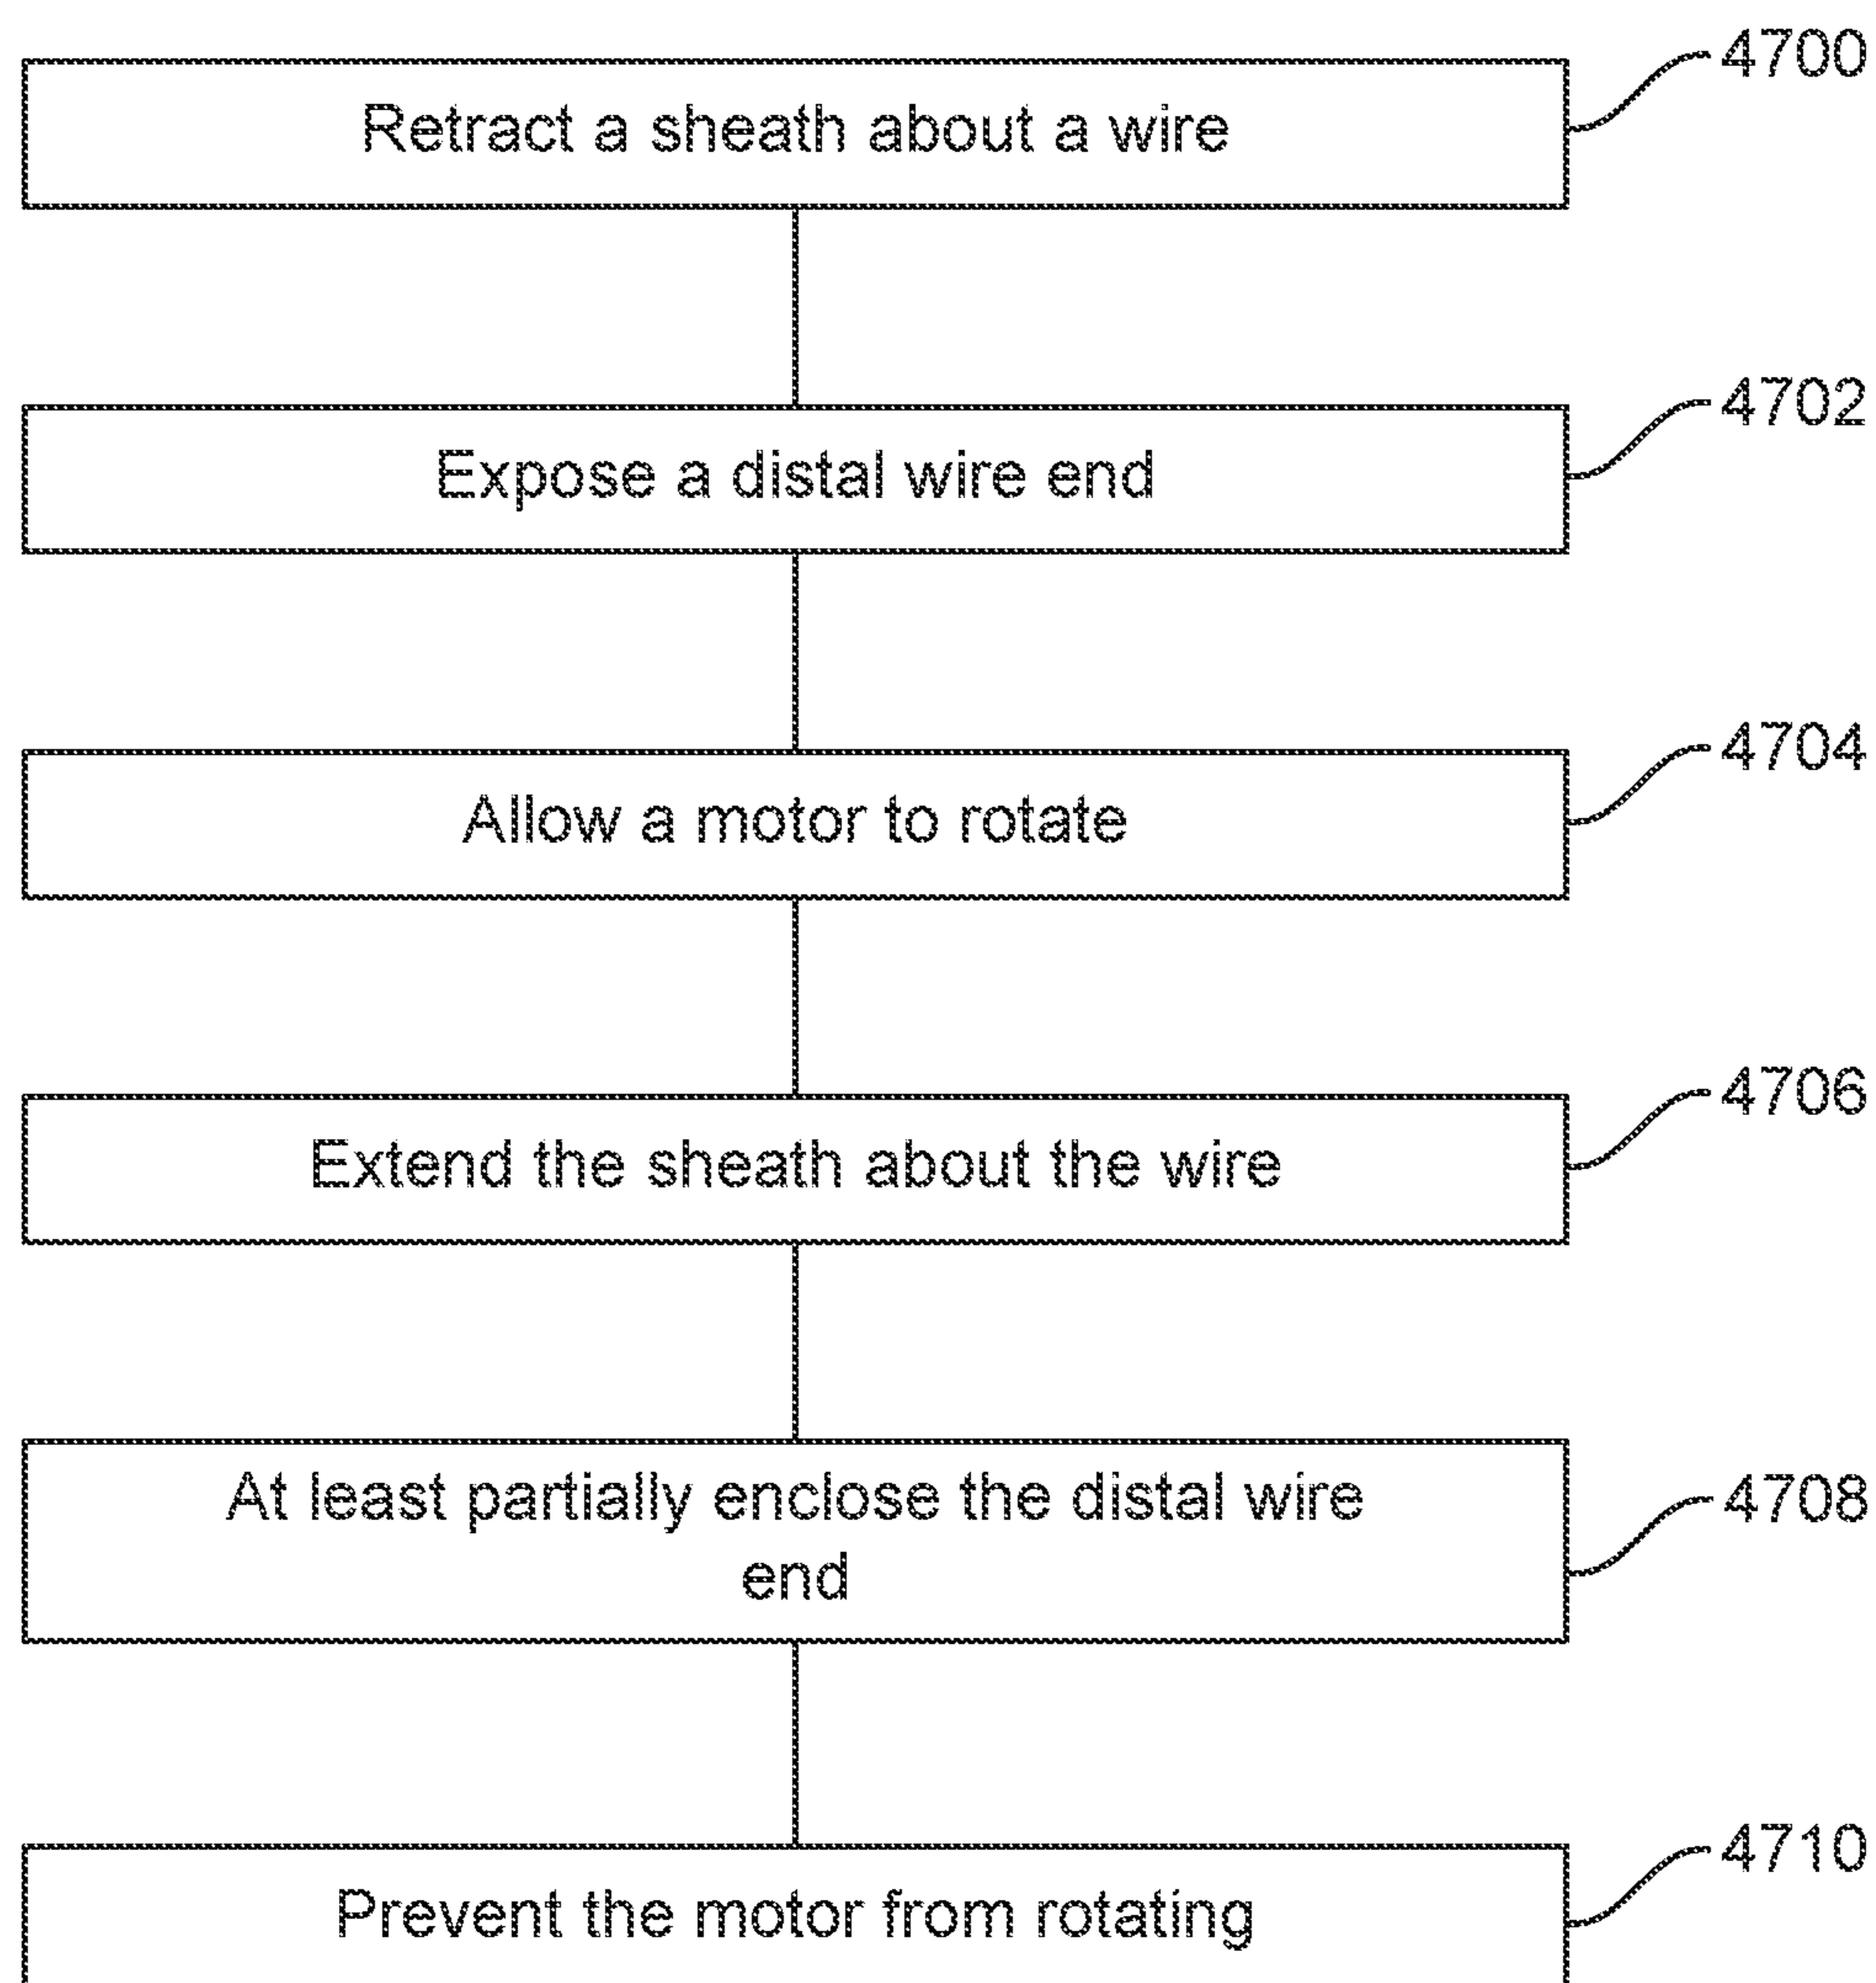 4700
Retract a sheath about a wire
4702
Expose a distal wire end
4704
Allow a motor to rotate
4706
Extend the sheath about the wire
4708
At least partially enclose the distal wire
end
4710
Prevent the motor from rotating